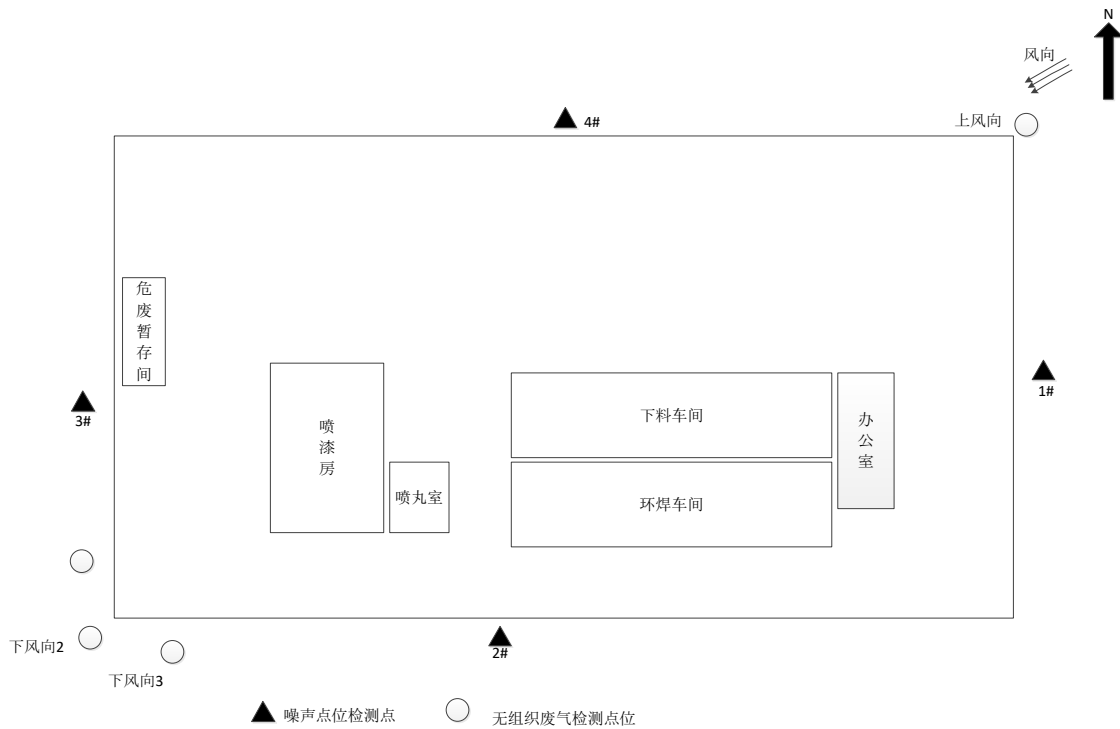 N
风向
上风向
4#
危废暂存间
3#
1#
喷漆房
下料车间
办公室
喷丸室
环焊车间
下风向2
下风向3
2#
噪声点位检测点
无组织废气检测点位